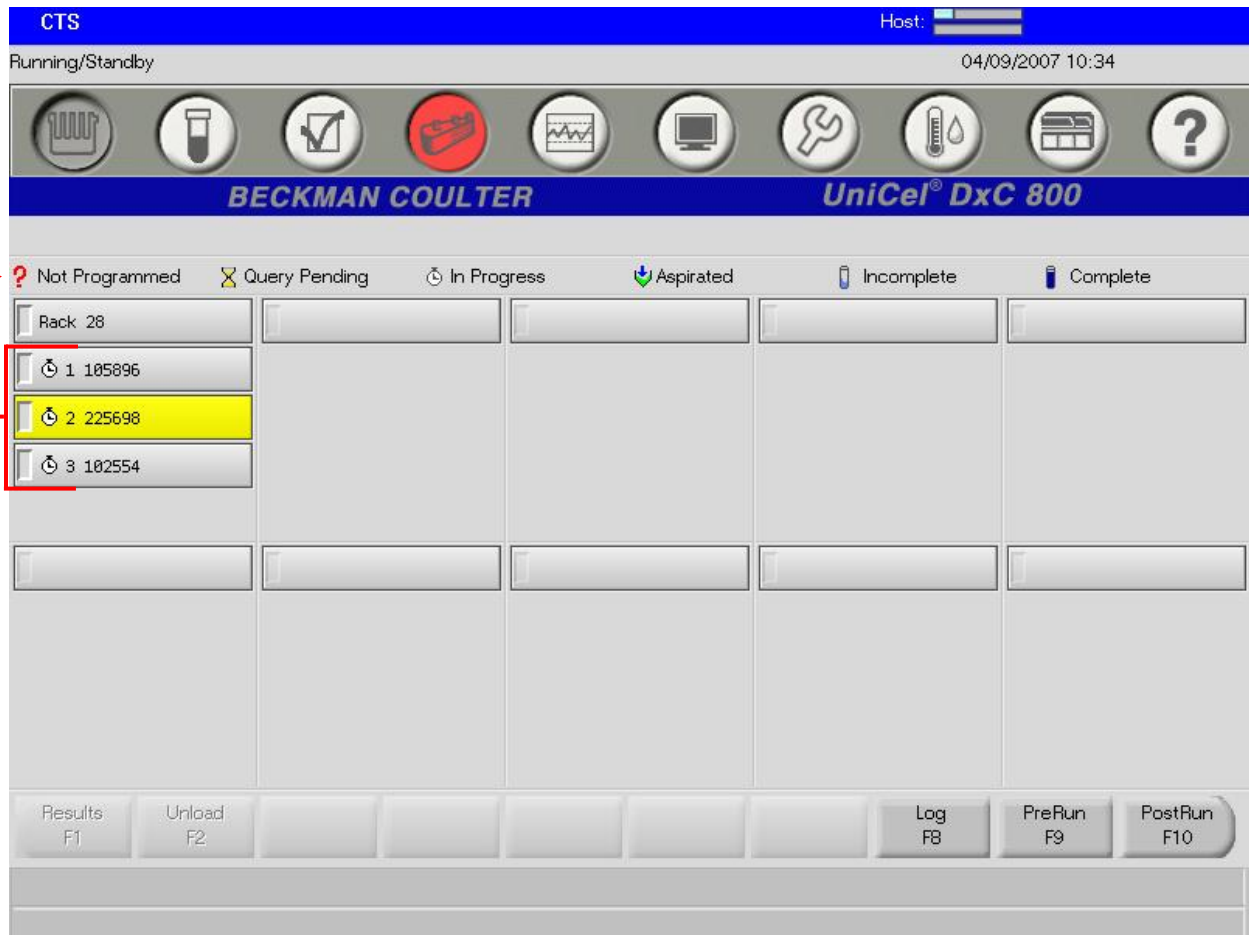 CTS Host:
Running/Standby 04/09/2007 10:34
BECKMAN COULTER UniCel® DxC 800
? Not Programmed Query Pending In Progress Aspirated Incomplete Complete
Rack 28
1 105896
2 225698
3 102554
Results Unload Log PreRun PostRun
F1 F2 F8 F9 F10